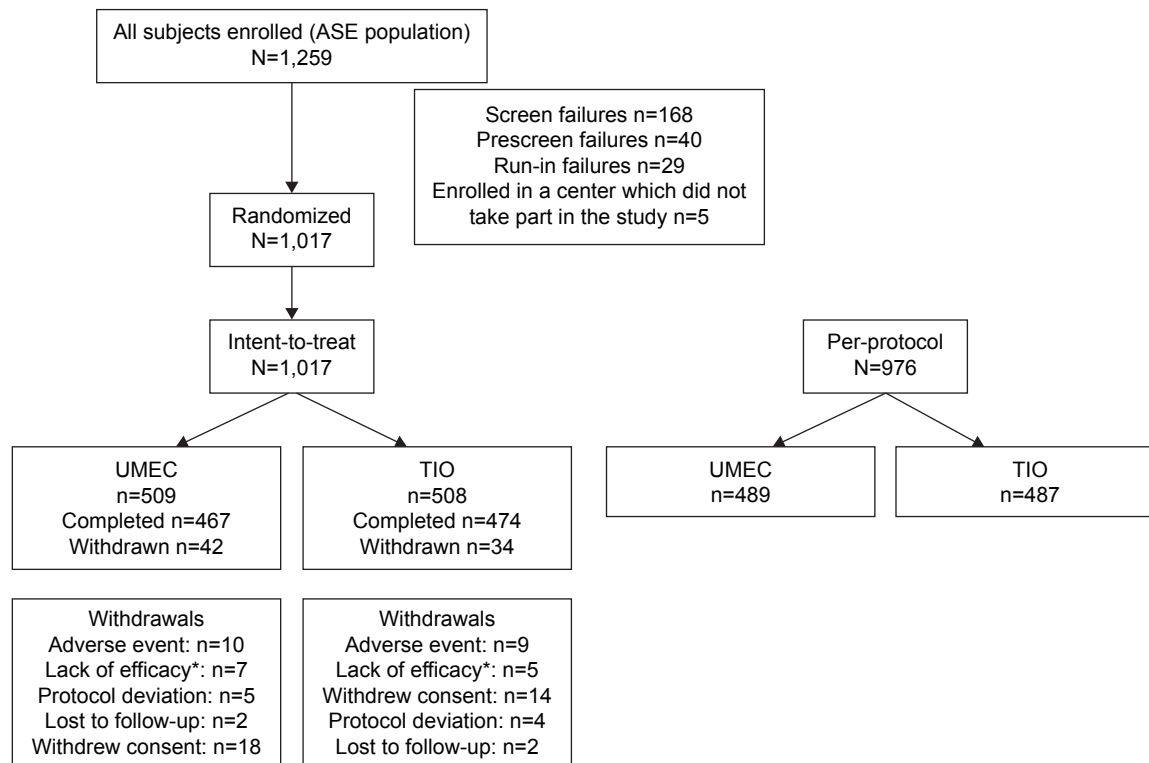 All subjects enrolled (ASE population)
N=1,259
Screen failures n=168
Prescreen failures n=40
Run-in failures n=29
Enrolled in a center which did not
take part in the study n=5
Randomized
N=1,017
Intent-to-treat
N=1,017
Per-protocol
N=976
UMEC
n=509
Completed n=467
Withdrawn n=42
TIO
n=508
Completed n=474
Withdrawn n=34
UMEC
n=489
TIO
n=487
Withdrawals
Adverse event: n=10
Lack of efficacy*: n=7
Protocol deviation: n=5
Lost to follow-up: n=2
Withdrew consent: n=18
Withdrawals
Adverse event: n=9
Lack of efficacy*: n=5
Withdrew consent: n=14
Protocol deviation: n=4
Lost to follow-up: n=2